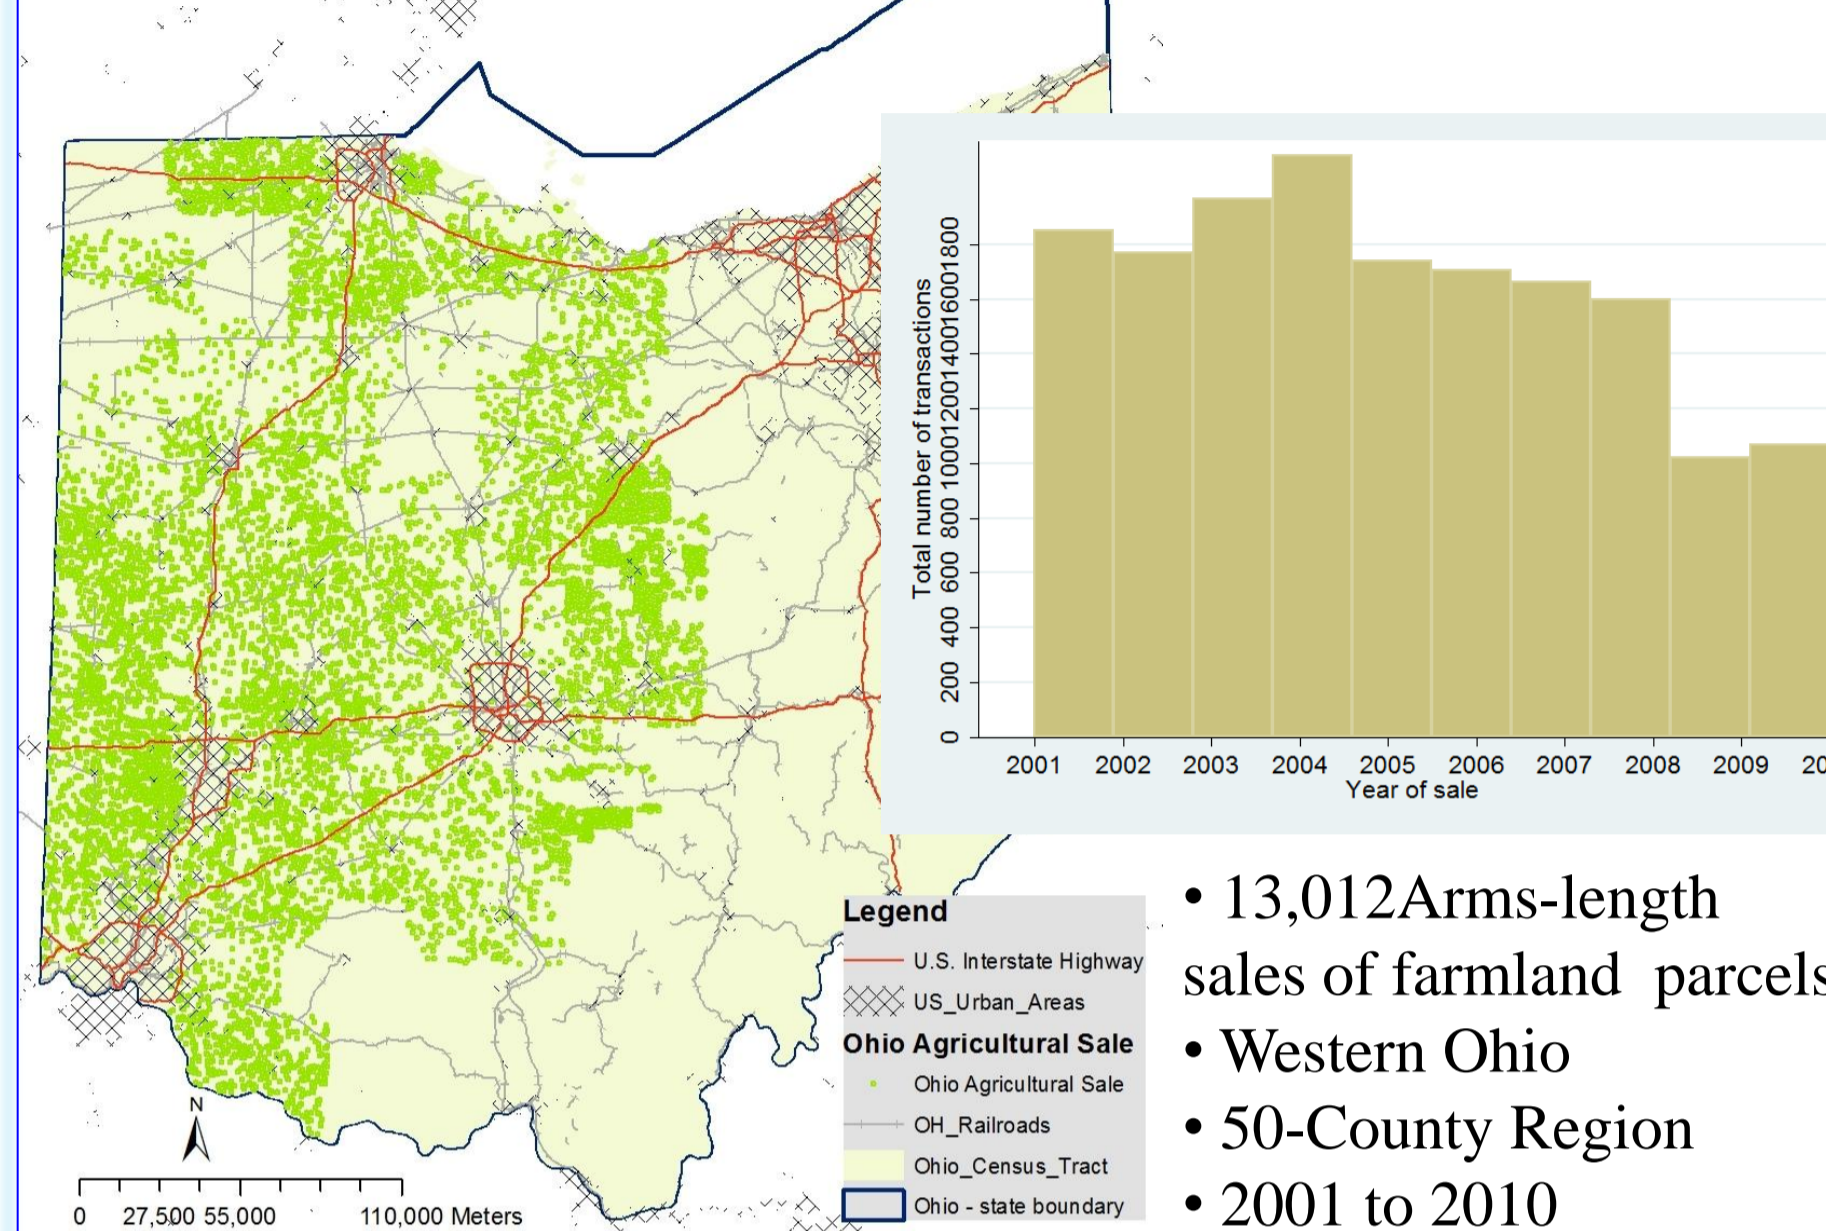 Total number of transactions
0 200 400 600 800 1000 1200 1400 1600 1800
2001 2002 2003 2004 2005 2006 2007 2008 2009 20
Year of sale
Legend
U.S. Interstate Highway
US_Urban_Areas
Ohio Agricultural Sale
Ohio Agricultural Sale
OH_Railroads
Ohio_Census_Tract
Ohio - state boundary
N
0 27,500 55,000 110,000 Meters
• 13,012Arms-length
sales of farmland parcels
• Western Ohio
• 50-County Region
• 2001 to 2010